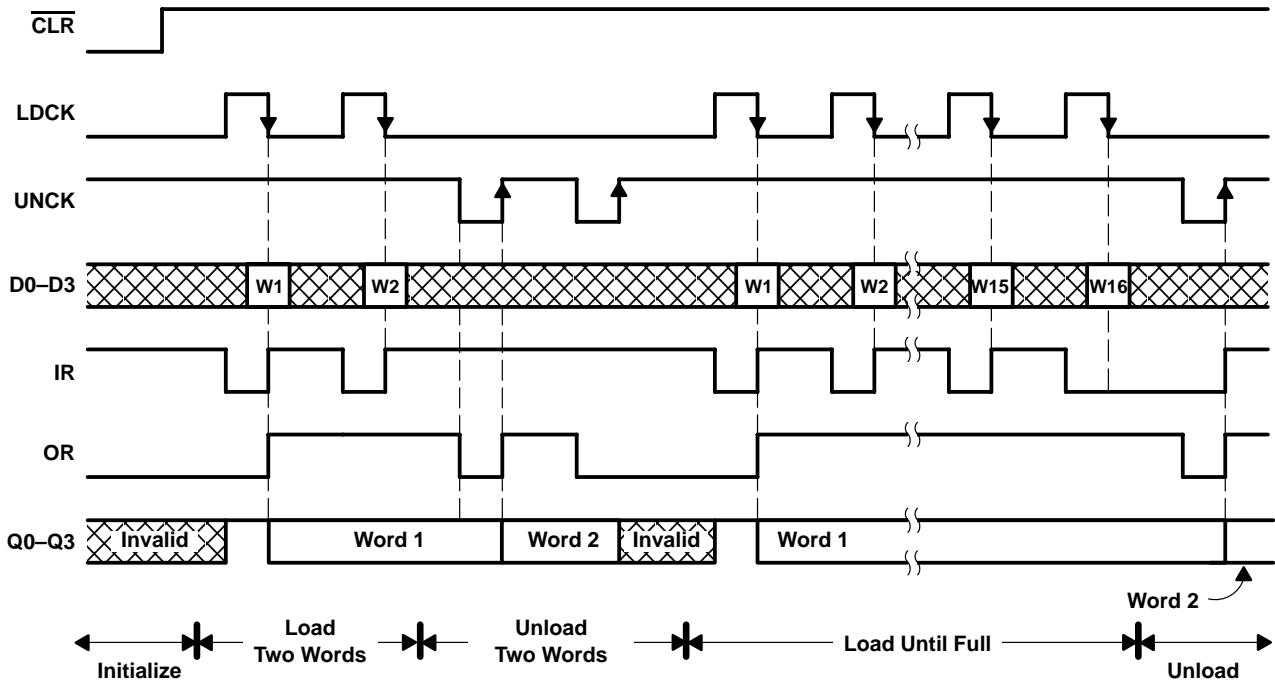 CLR
LDCK
UNCK
D0–D3
W1
W2
W1
W2
W15
W16
IR
OR
Q0–Q3
Invalid
Word 1
Word 2
Invalid
Word 1
Word 2
Initialize
Load
Two Words
Unload
Two Words
Load Until Full
Unload